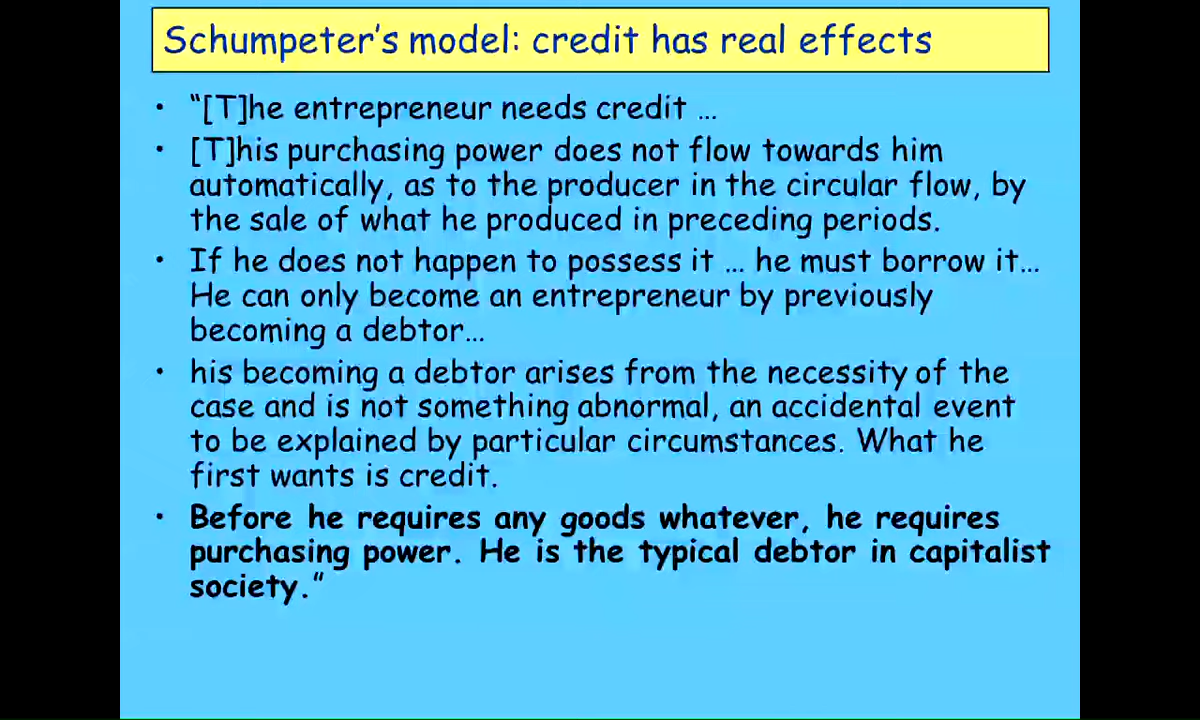 Schumpeter's model: credit has real effects
• "[T]he entrepreneur needs credit …
• [T]his purchasing power does not flow towards him
automatically, as to the producer in the circular flow, by
the sale of what he produced in preceding periods.
• If he does not happen to possess it … he must borrow it…
He can only become an entrepreneur by previously
becoming a debtor…
• his becoming a debtor arises from the necessity of the
case and is not something abnormal, an accidental event
to be explained by particular circumstances. What he
first wants is credit.
• Before he requires any goods whatever, he requires
purchasing power. He is the typical debtor in capitalist
society."